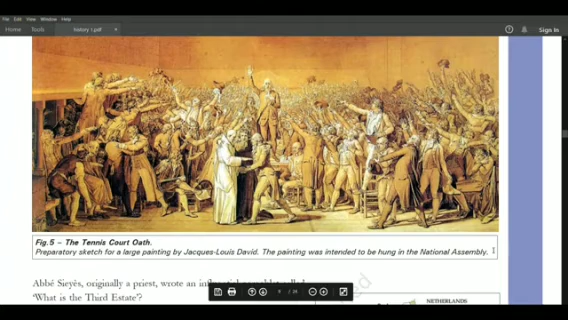 File Edit View Window Help
Home Tools history 1.pdf × Sign In
Fig.5 – The Tennis Court Oath.
Preparatory sketch for a large painting by Jacques-Louis David. The painting was intended to be hung in the National Assembly.
Abbé Sieyès, originally a priest, wrote an
‘What is the Third Estate’?
/ 24
NETHERLANDS